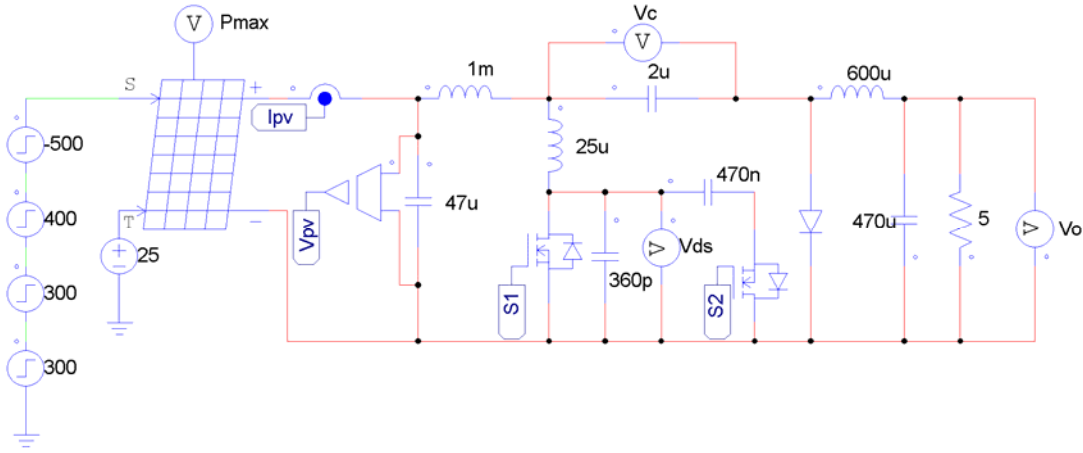 Vc
V
Pmax
V
1m
2u
600u
S
+
Ipv
-500
25u
470n
400
T
−
Vpv
47u
V
Vds
470u
5
V
Vo
25
S1
360p
S2
300
300